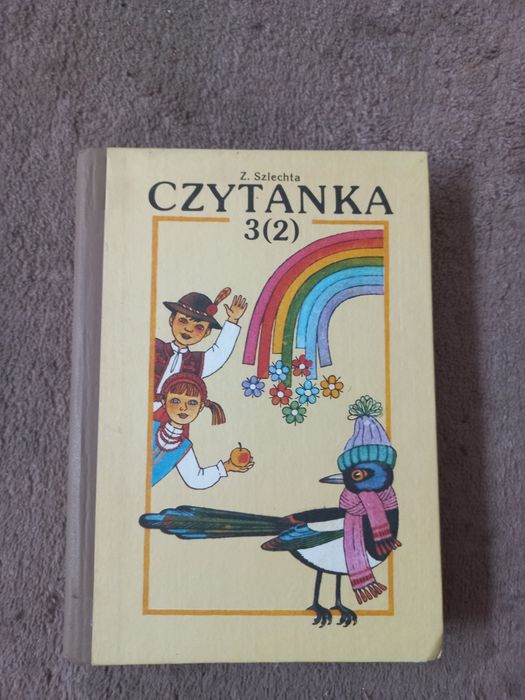 Z. Szlechta
CZYTANKA
3(2)